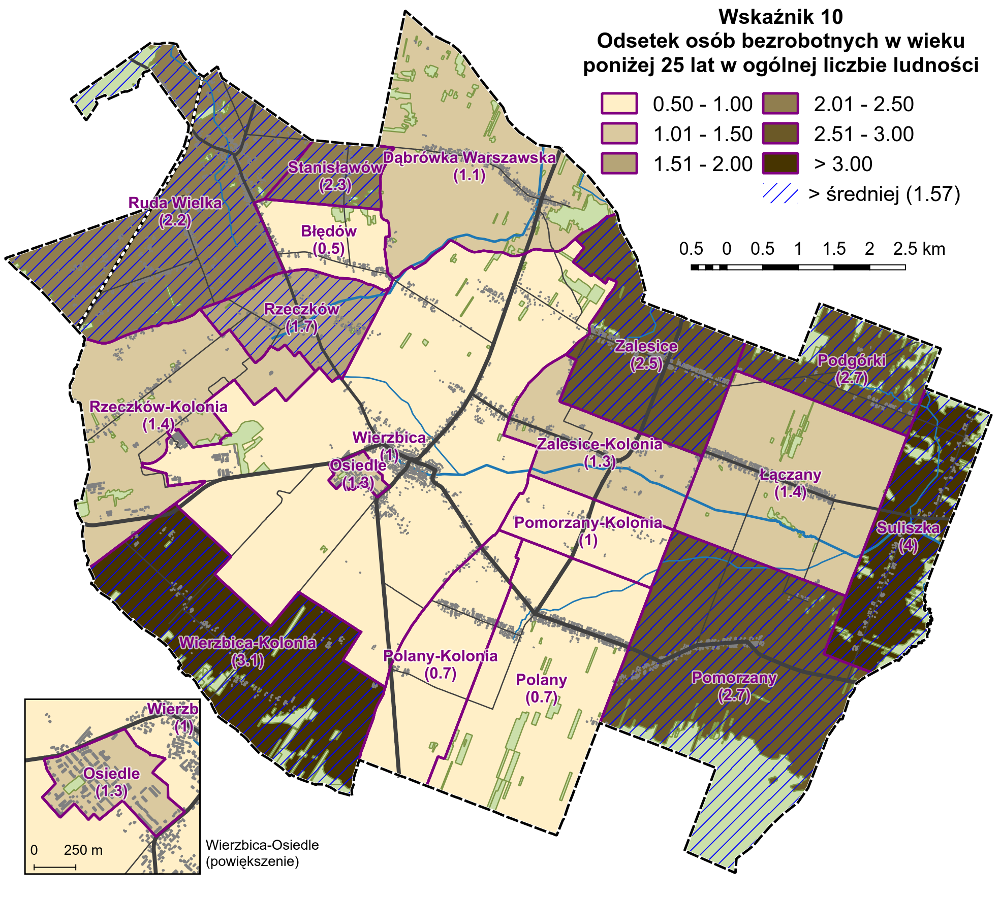 Wskaźnik 10
Odsetek osób bezrobotnych w wieku
poniżej 25 lat w ogólnej liczbie ludności
0.50 - 1.00
2.01 - 2.50
1.01 - 1.50
2.51 - 3.00
1.51 - 2.00
> 3.00
> średniej (1.57)
0.5 0 0.5 1 1.5 2 2.5 km
Dąbrówka Warszawska
(1.1)
Stanisławów
(2.3)
Ruda Wielka
(2.2)
Błędów
(0.5)
Rzeczków
(1.7)
Zalesice
(2.5)
Podgórki
(2.7)
Rzeczków-Kolonia
(1.4)
Wierzbica
(1)
Osiedle
(1.3)
Zalesice-Kolonia
(1.3)
Łączany
(1.4)
Pomorzany-Kolonia
(1)
Suliszka
(4)
Wierzbica-Kolonia
(3.1)
Polany-Kolonia
(0.7)
Polany
(0.7)
Pomorzany
(2.7)
Wierzb
(1)
Osiedle
(1.3)
0 250 m
Wierzbica-Osiedle
(powiększenie)